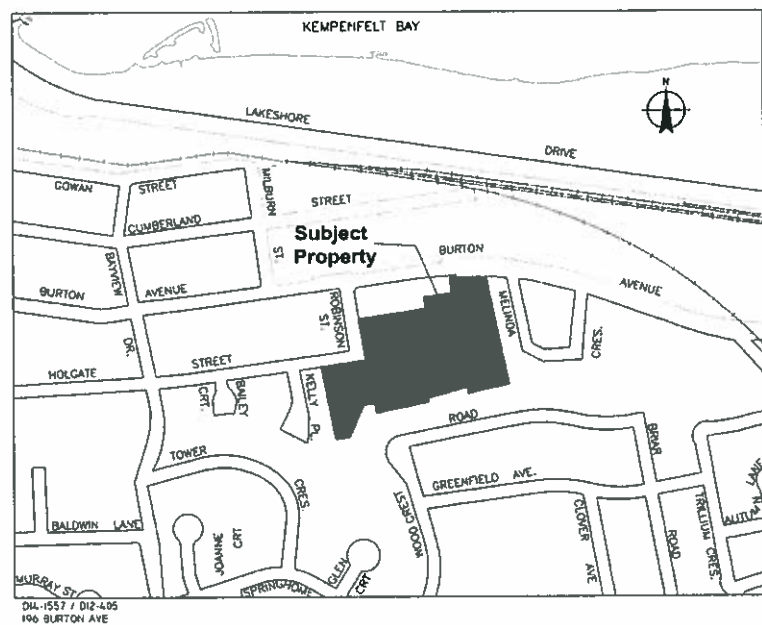 KEMPENFELT BAY
N
LAKESHORE
DRIVE
GOWAN
STREET
MILBURN
ST.
STREET
CUMBERLAND
Subject
Property
BURTON
AVENUE
BAYVIEW
DR.
BURTON
AVENUE
ROBINSON
ST.
MELINDA
CRES.
HOLGATE
STREET
CRT.
BAILEY
KELLY
PL.
ROAD
BRIAR
ROAD
TOWER
CRES.
GREENFIELD AVE.
WOOD CREST
CLOVER
AVE
TRILLIUM CRES.
LANE
BALDWIN LANE
JOANNE
CRT
GLEN
CRT
SPRINGHOME
MURRAY ST
D14-1557 / D12-405
196 BURTON AVE